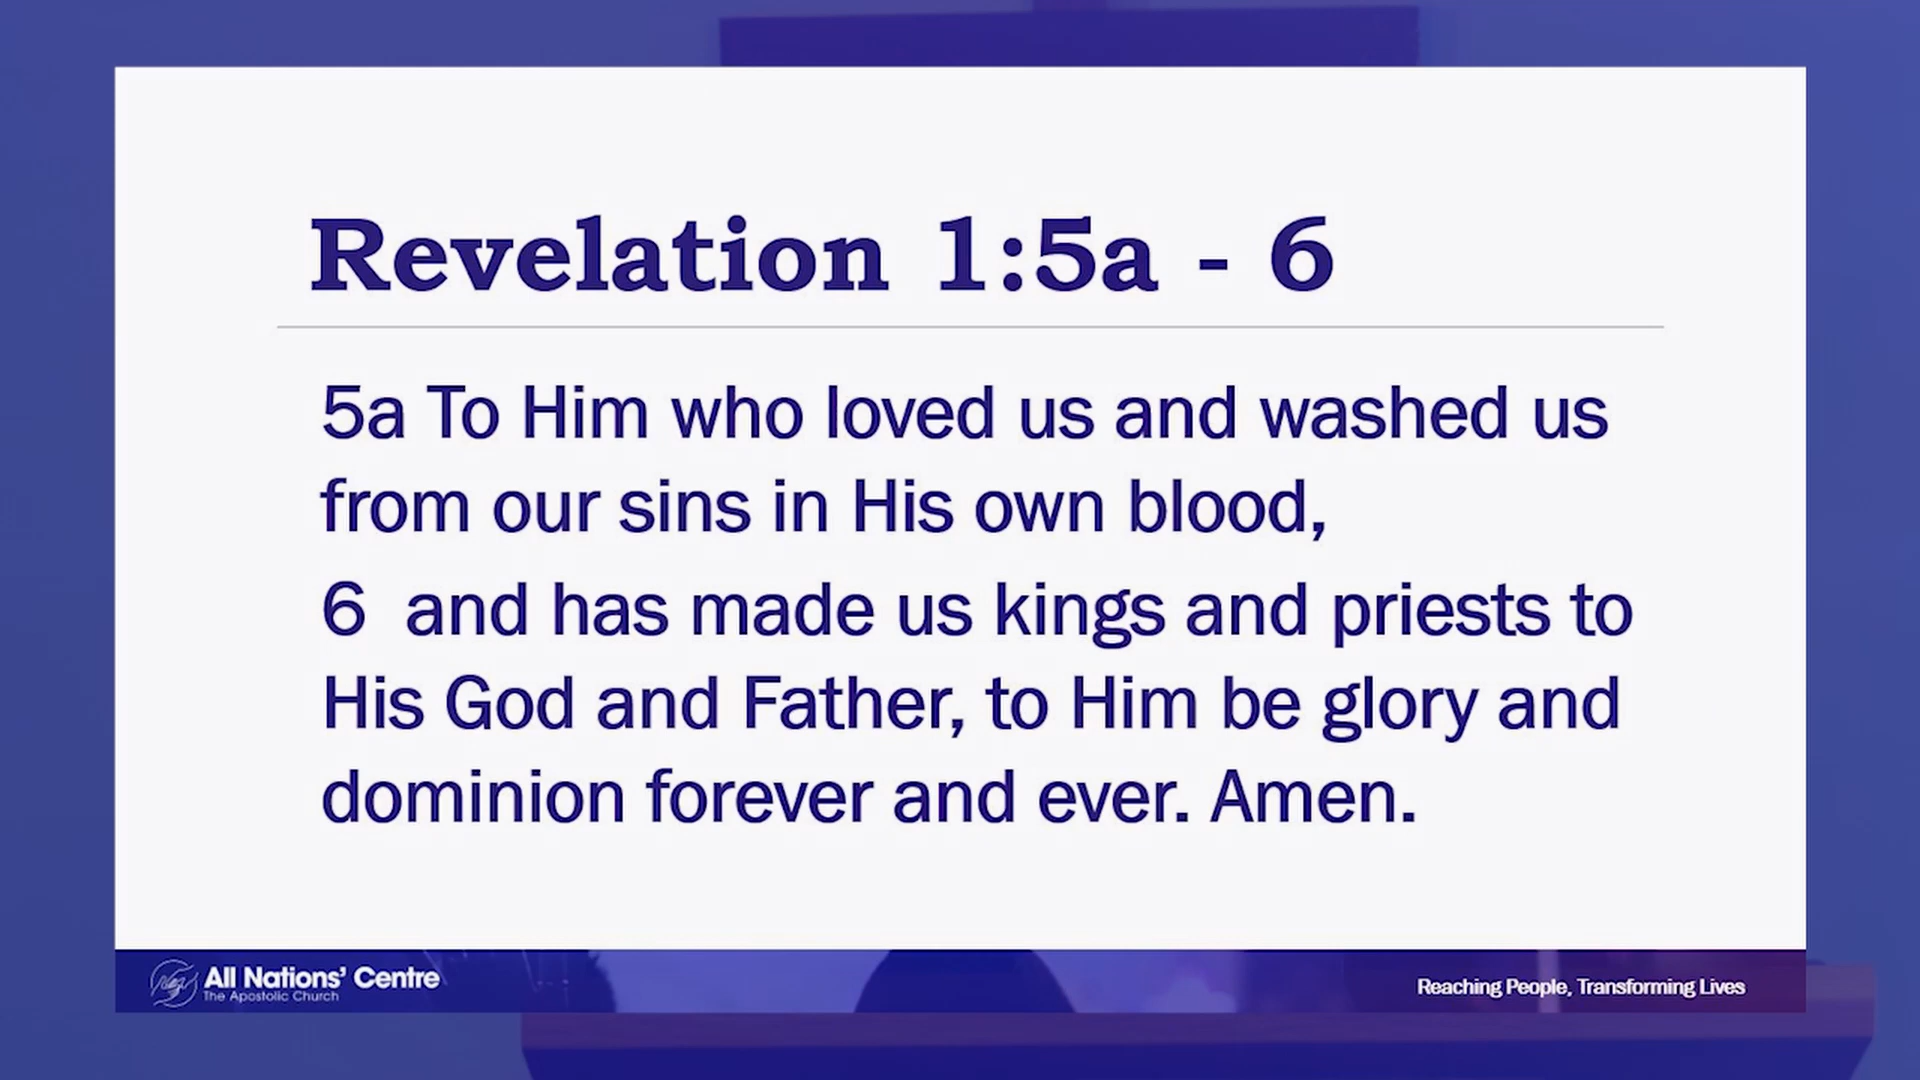 Revelation 1:5a - 6
5a To Him who loved us and washed us
from our sins in His own blood,
6 and has made us kings and priests to
His God and Father, to Him be glory and
dominion forever and ever. Amen.
All Nations' Centre
The Apostolic Church
Reaching People, Transforming Lives